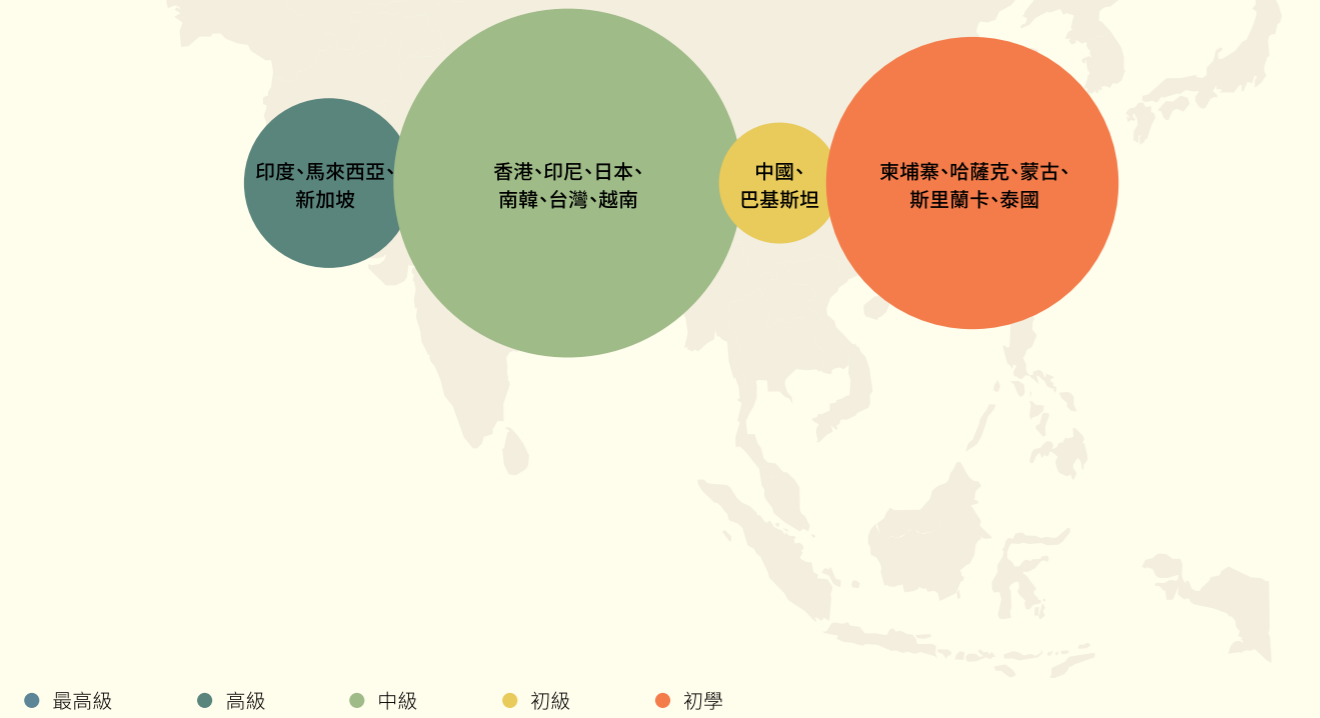 印度、馬來西亞、
新加坡
香港、印尼、日本、
南韓、台灣、越南
中國、
巴基斯坦
柬埔寨、哈薩克、蒙古、
斯里蘭卡、泰國
最高級
高級
中級
初級
初學